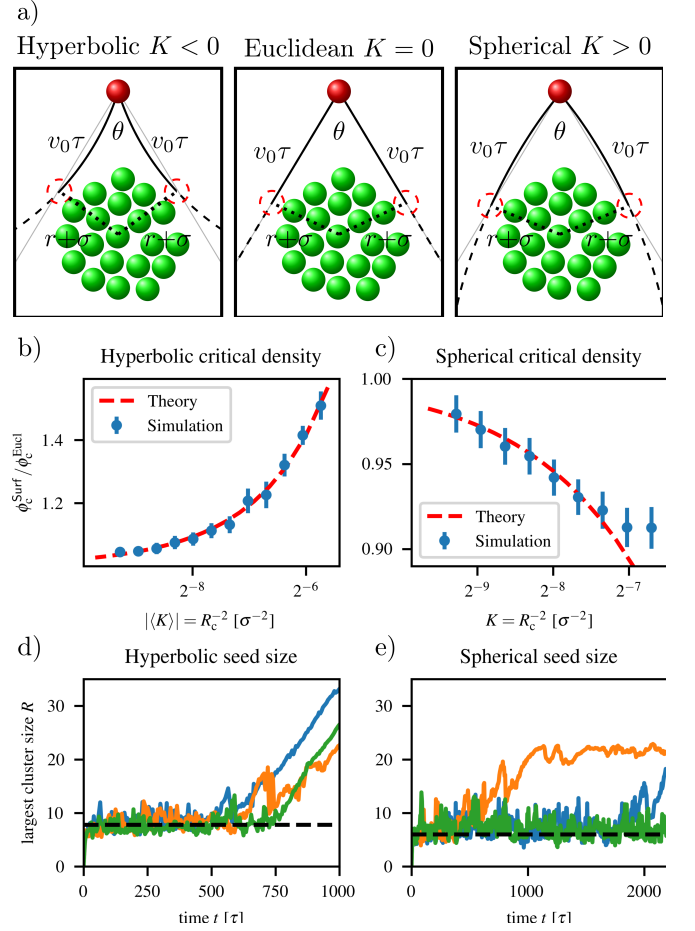 a)
Hyperbolic K < 0
Euclidean K = 0
Spherical K > 0
v₀τ θ v₀τ
r+σ r+σ
v₀τ θ v₀τ
r+σ r+σ
v₀τ θ v₀τ
r+σ r+σ
b)
Hyperbolic critical density
Theory
Simulation
1.4
1.2
ϕ_c^Surf/ϕ_c^Eucl
2⁻⁸ 2⁻⁶
|⟨K⟩| = R_c⁻² [σ⁻²]
c)
Spherical critical density
1.00
0.95
0.90
Theory
Simulation
2⁻⁹ 2⁻⁸ 2⁻⁷
K = R_c⁻² [σ⁻²]
d)
Hyperbolic seed size
largest cluster size R
30
20
10
0
0 250 500 750 1000
time t [τ]
e)
Spherical seed size
30
20
10
0
0 1000 2000
time t [τ]